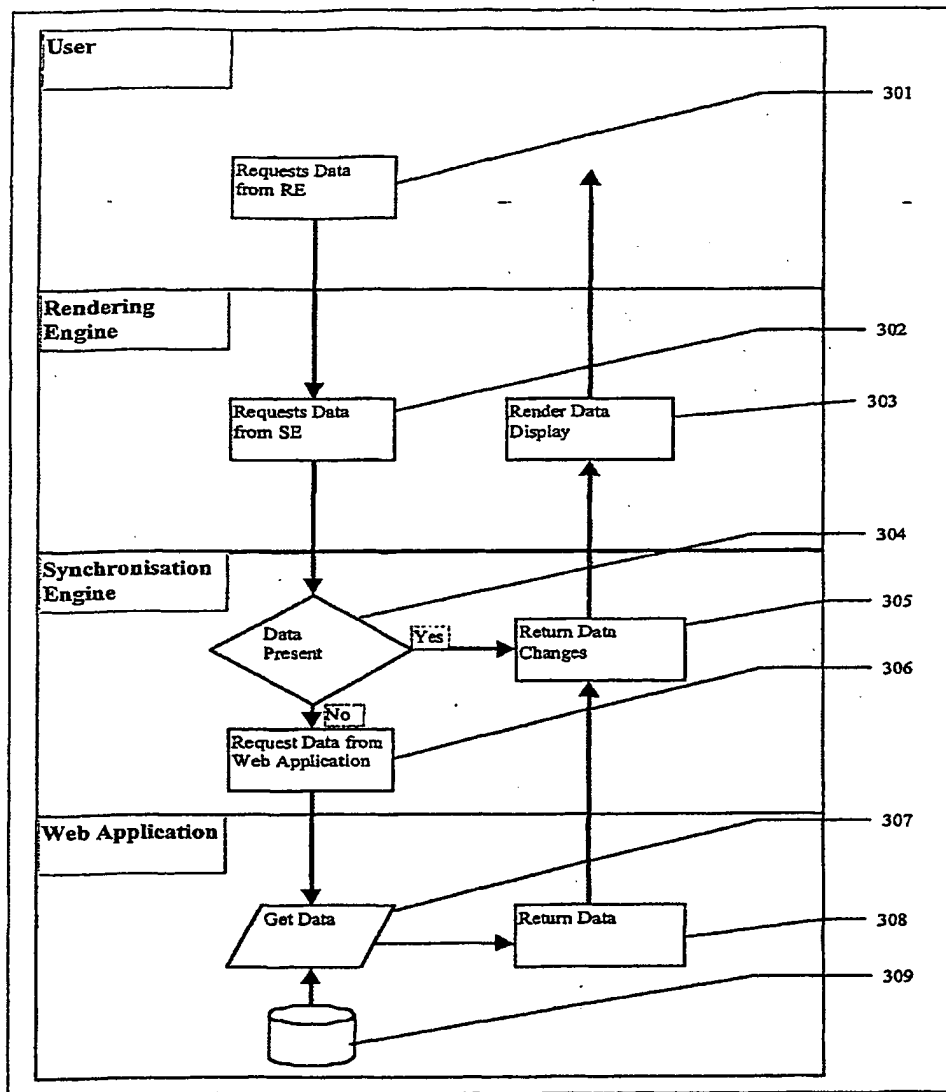 User
301
Requests Data
from RE
Rendering
Engine
302
Requests Data
from SE
Render Data
Display
303
304
Synchronisation
Engine
305
Data
Present
Yes
Return Data
Changes
306
No
Request Data from
Web Application
Web Application
307
Get Data
Return Data
308
309